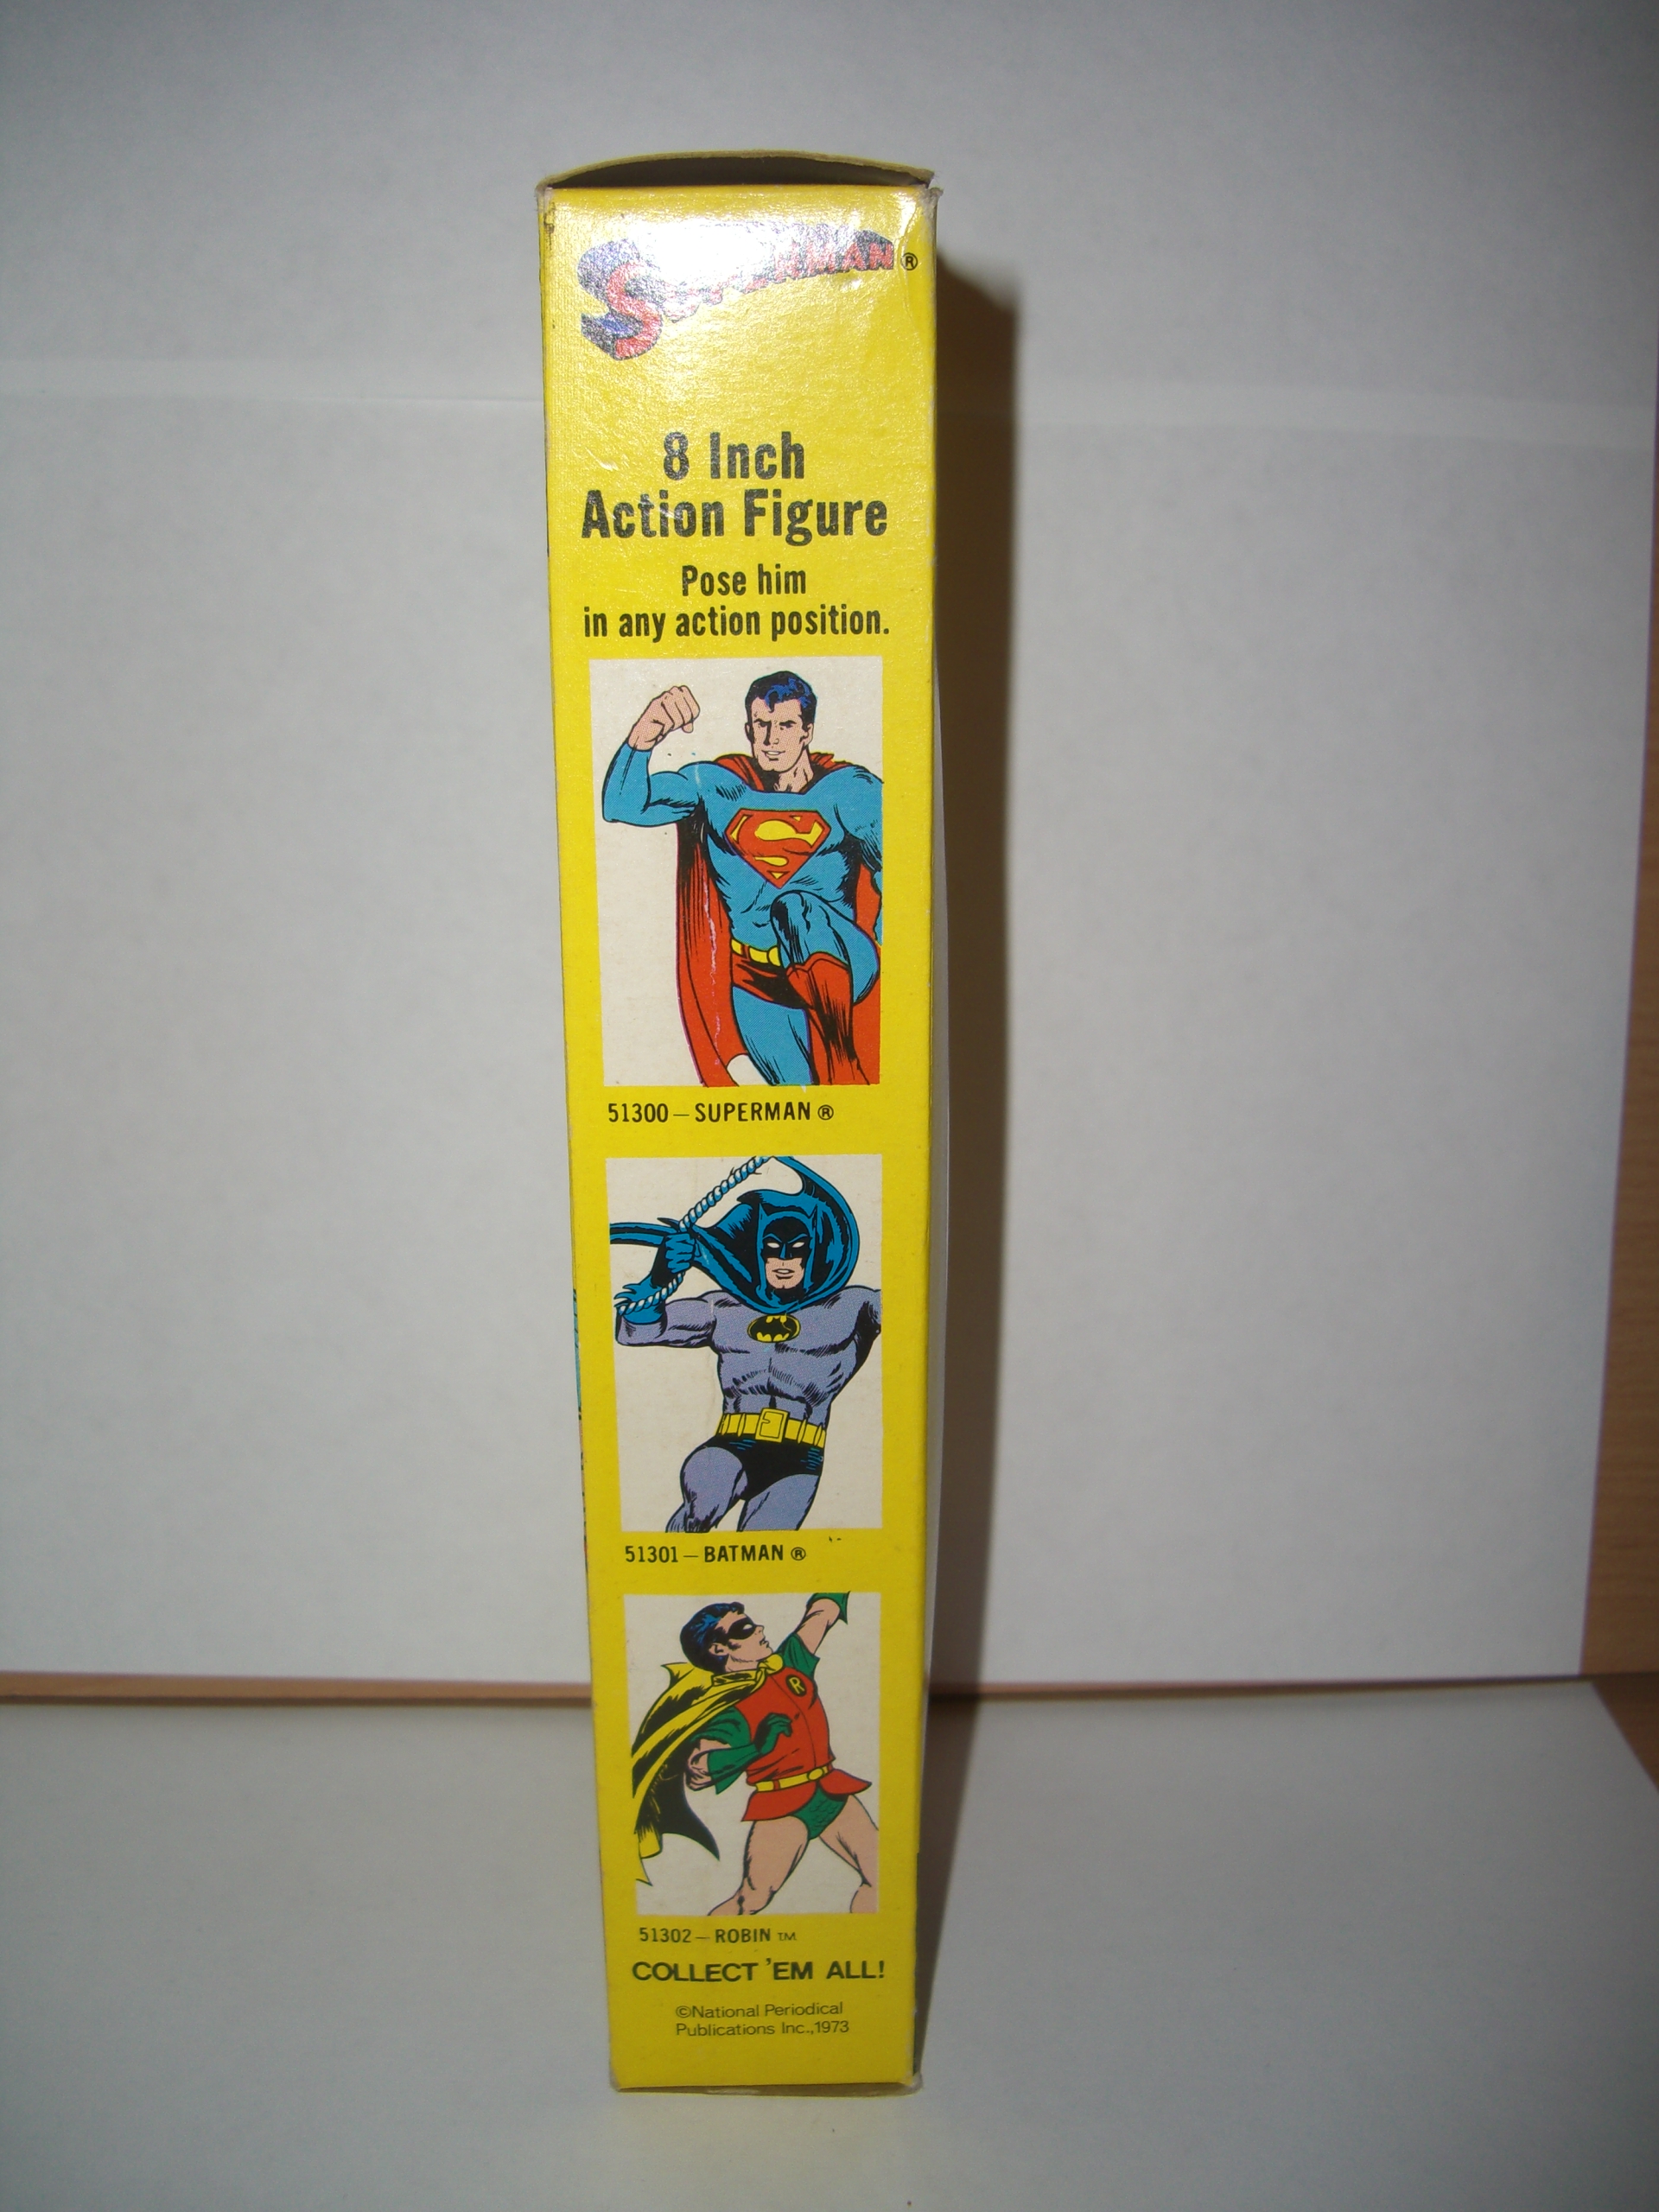 SUPERMAN ®
8 Inch
Action Figure
Pose him
in any action position.
S
51300 — SUPERMAN ®
51301 — BATMAN ®
R
51302 — ROBIN TM
COLLECT 'EM ALL!
©National Periodical
Publications Inc.,1973